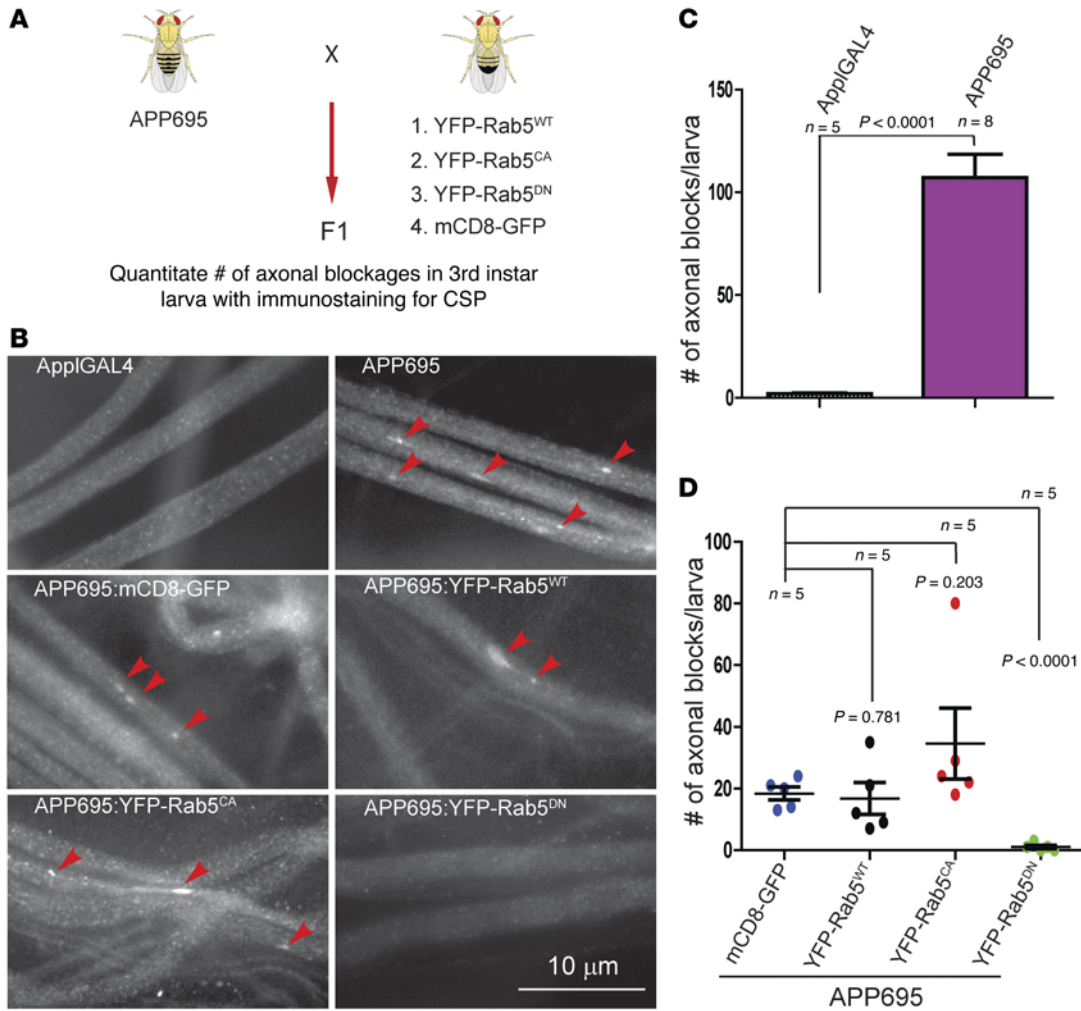 A
APP695
X
1. YFP-Rab5ᵂᵀ
2. YFP-Rab5ᶜᴬ
3. YFP-Rab5ᴰᴺ
4. mCD8-GFP
F1
Quantitate # of axonal blockages in 3rd instar
larva with immunostaining for CSP
B
ApplGAL4
APP695
APP695:mCD8-GFP
APP695:YFP-Rab5ᵂᵀ
APP695:YFP-Rab5ᶜᴬ
APP695:YFP-Rab5ᴰᴺ
10 µm
C
# of axonal blocks/larva
150
100
50
0
ApplGAL4
APP695
n = 5
P < 0.0001
n = 8
D
# of axonal blocks/larva
100
80
60
40
20
0
n = 5
n = 5
n = 5
n = 5
P = 0.203
P < 0.0001
P = 0.781
mCD8-GFP
YFP-Rab5ᵂᵀ
YFP-Rab5ᶜᴬ
YFP-Rab5ᴰᴺ
APP695